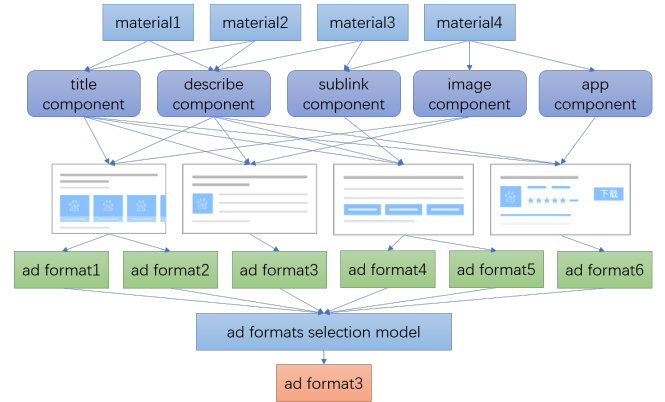 material1
material2
material3
material4
title
component
describe
component
sublink
component
image
component
app
component
下载
ad format1
ad format2
ad format3
ad format4
ad format5
ad format6
ad formats selection model
ad format3